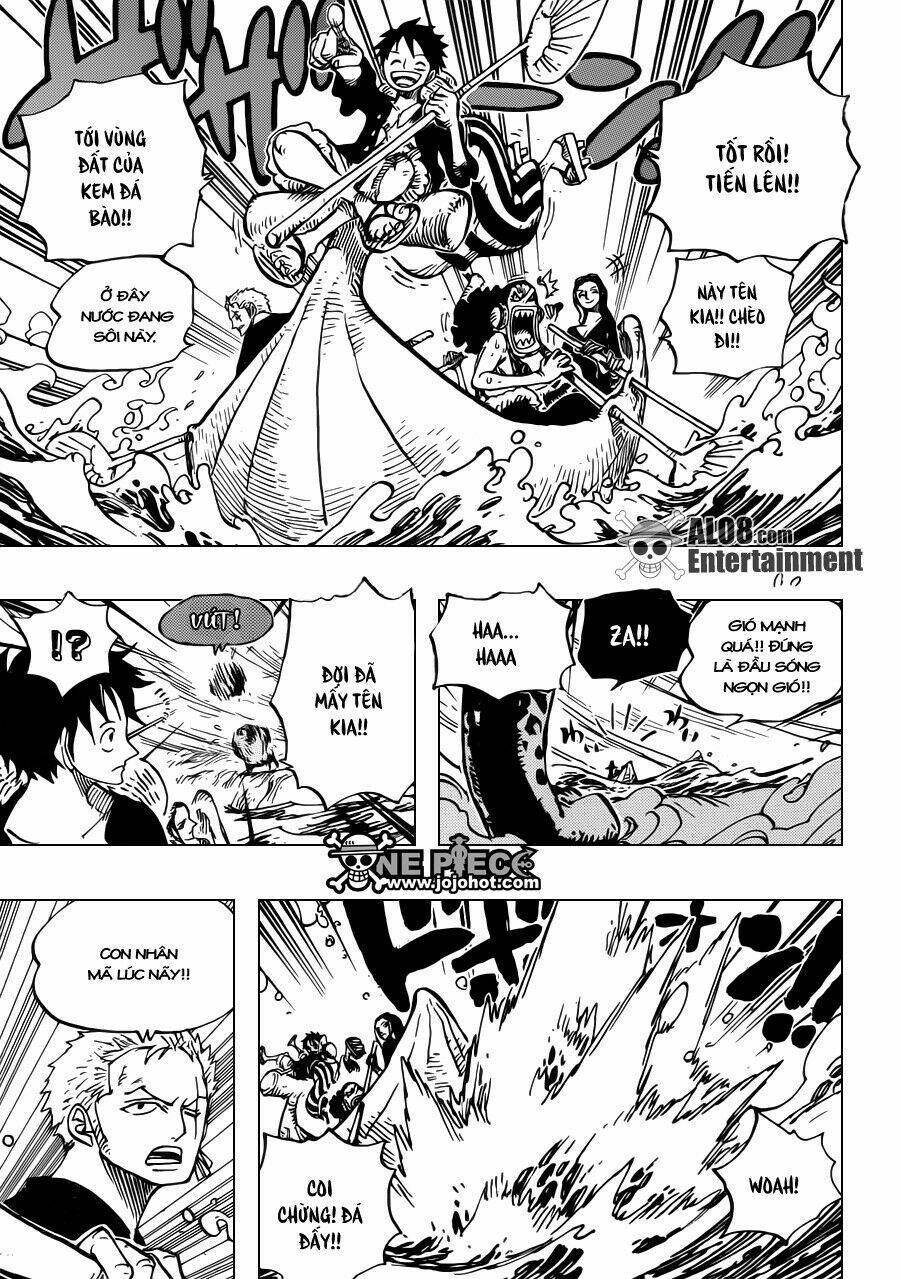 TỐT RỒI!
TIẾN LÊN!!
TỚI VÙNG
ĐẤT CỦA
KEM ĐÁ
BÀO!!
NÀY TÊN
KIA!! CHÈO
ĐI!!
Ở ĐÂY
NƯỚC ĐANG
SÔI NÃY.
AL08.com
Entertainment
GIÓ MẠNH
QUÁ!! ĐÚNG
LÀ ĐẦU SÓNG
NGỌN GIÓ!!
ZA!!
HAA...
HAAA
ĐỢI ĐÃ
MẤY TÊN
KIA!!
VÚT!
!?
ONE PIECE
www.jojohot.com
WOAH!
COI
CHỪNG! ĐÁ
ĐẤY!!
CON NHÂN
MÃ LÚC NÃY!!